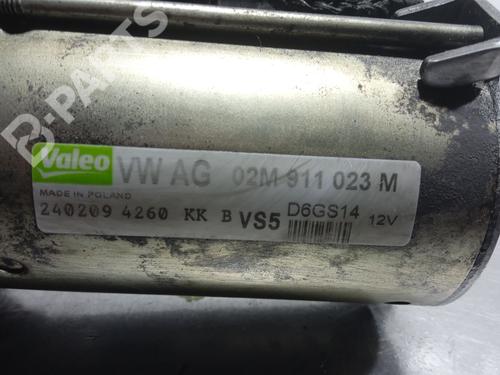 B-PARTS
Valeo VW AG 02M 911 023 M
MADE IN POLAND
240209 4260 KK B VS5 D6GS14 12V